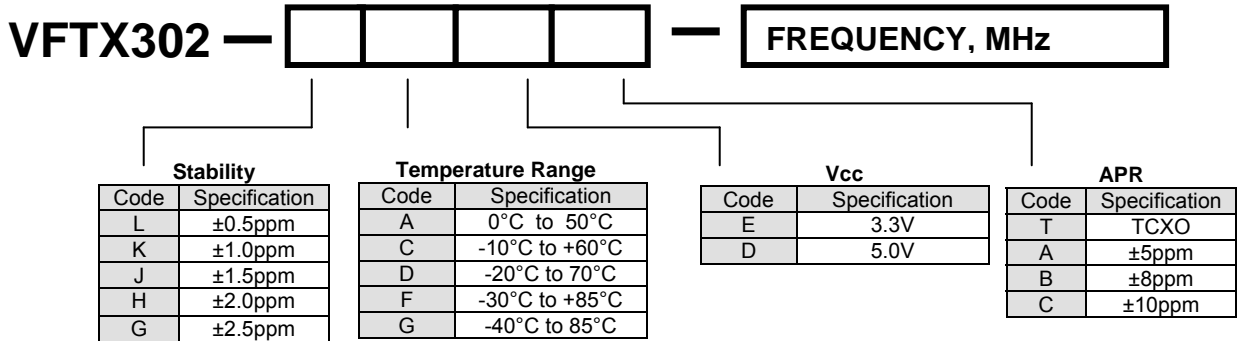 VFTX302 — — FREQUENCY, MHz
Stability
Code Specification
L ±0.5ppm
K ±1.0ppm
J ±1.5ppm
H ±2.0ppm
G ±2.5ppm
Temperature Range
Code Specification
A 0°C to 50°C
C -10°C to +60°C
D -20°C to 70°C
F -30°C to +85°C
G -40°C to 85°C
Vcc
Code Specification
E 3.3V
D 5.0V
APR
Code Specification
T TCXO
A ±5ppm
B ±8ppm
C ±10ppm